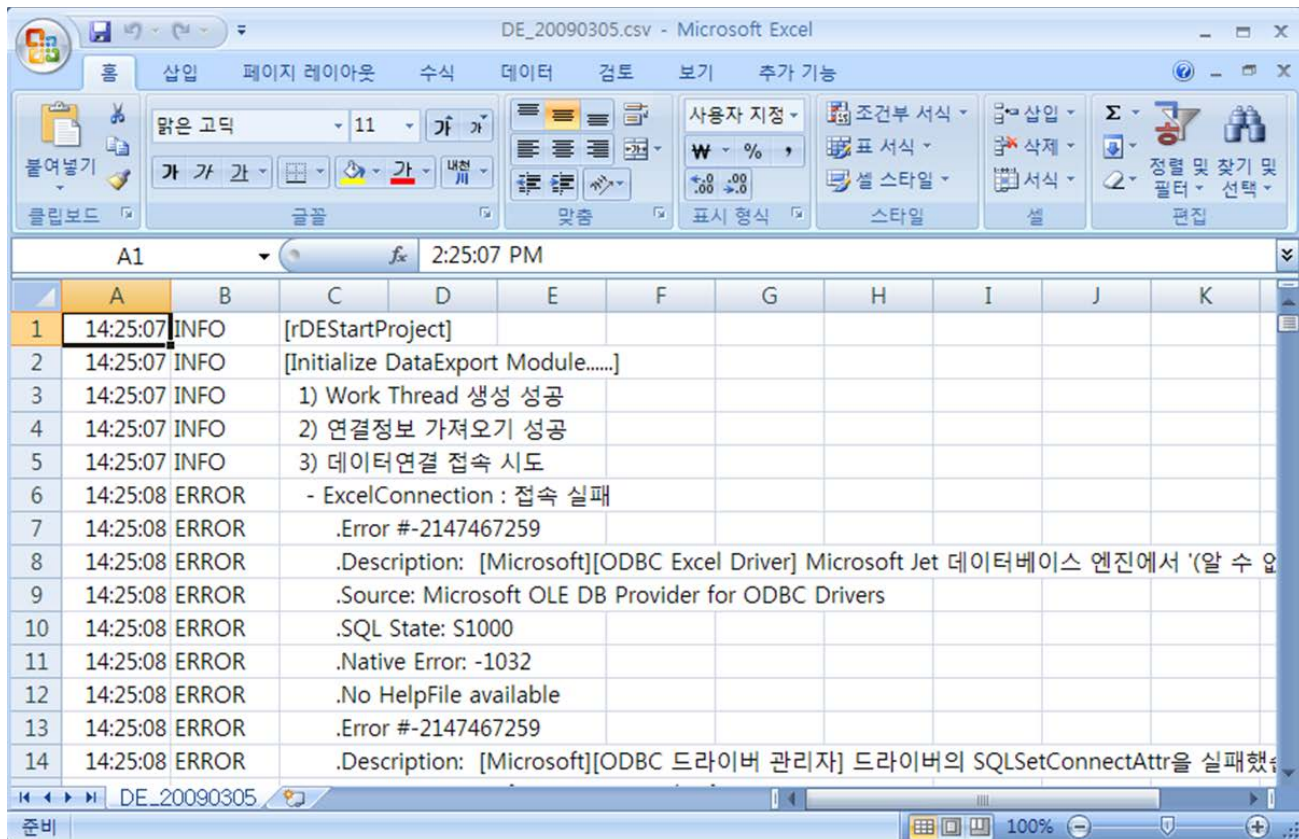 DE_20090305.csv - Microsoft Excel
홈 삽입 페이지 레이아웃 수식 데이터 검토 보기 추가 기능
붙여넣기
클립보드
맑은 고딕 11
가 가 가 가 가 가 내천 川
글꼴
맞춤
사용자 지정
₩ % ,
.00 .0
표시 형식
조건부 서식
표 서식
셀 스타일
스타일
삽입
삭제
서식
셀
Σ
정렬 및 필터
찾기 및 선택
편집
A1 fx 2:25:07 PM
A B C D E F G H I J K
1 14:25:07 INFO [rDEStartProject]
2 14:25:07 INFO [Initialize DataExport Module......]
3 14:25:07 INFO 1) Work Thread 생성 성공
4 14:25:07 INFO 2) 연결정보 가져오기 성공
5 14:25:07 INFO 3) 데이터연결 접속 시도
6 14:25:08 ERROR - ExcelConnection : 접속 실패
7 14:25:08 ERROR .Error #-2147467259
8 14:25:08 ERROR .Description: [Microsoft][ODBC Excel Driver] Microsoft Jet 데이터베이스 엔진에서 '(알 수
9 14:25:08 ERROR .Source: Microsoft OLE DB Provider for ODBC Drivers
10 14:25:08 ERROR .SQL State: S1000
11 14:25:08 ERROR .Native Error: -1032
12 14:25:08 ERROR .No HelpFile available
13 14:25:08 ERROR .Error #-2147467259
14 14:25:08 ERROR .Description: [Microsoft][ODBC 드라이버 관리자] 드라이버의 SQLSetConnectAttr을 실패했
DE_20090305
준비 100%